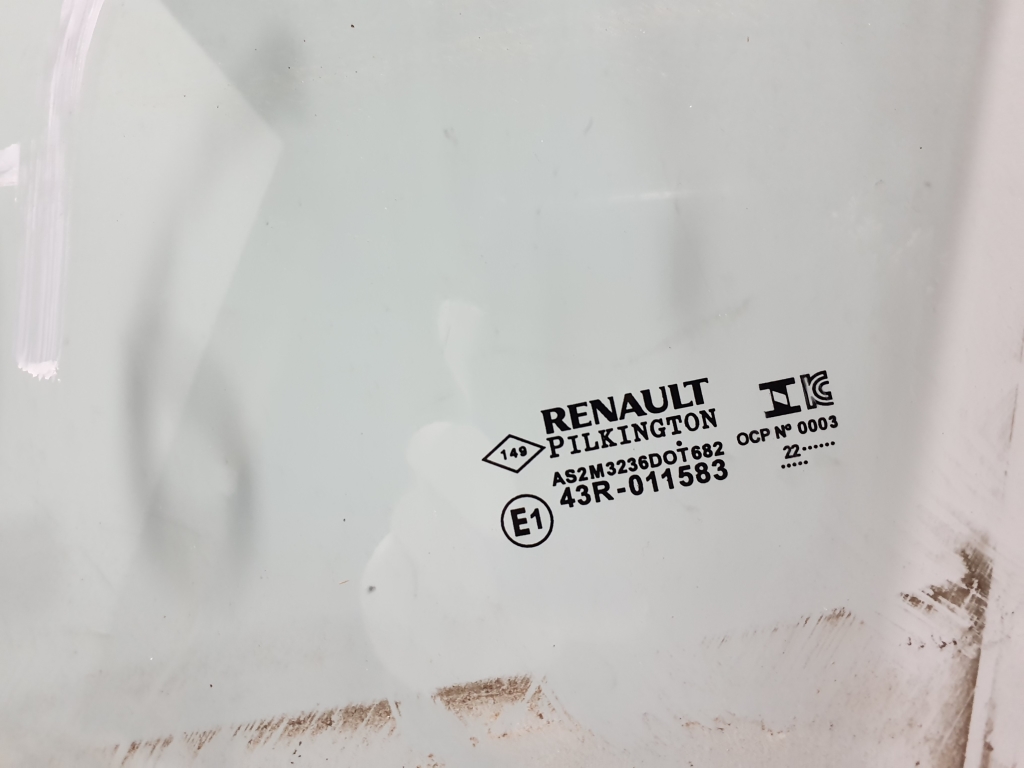 RENAULT
PILKINGTON
149
AS2M3236DOT682
43R-011583
E1
OCP Nº 0003
22••••••
•••••